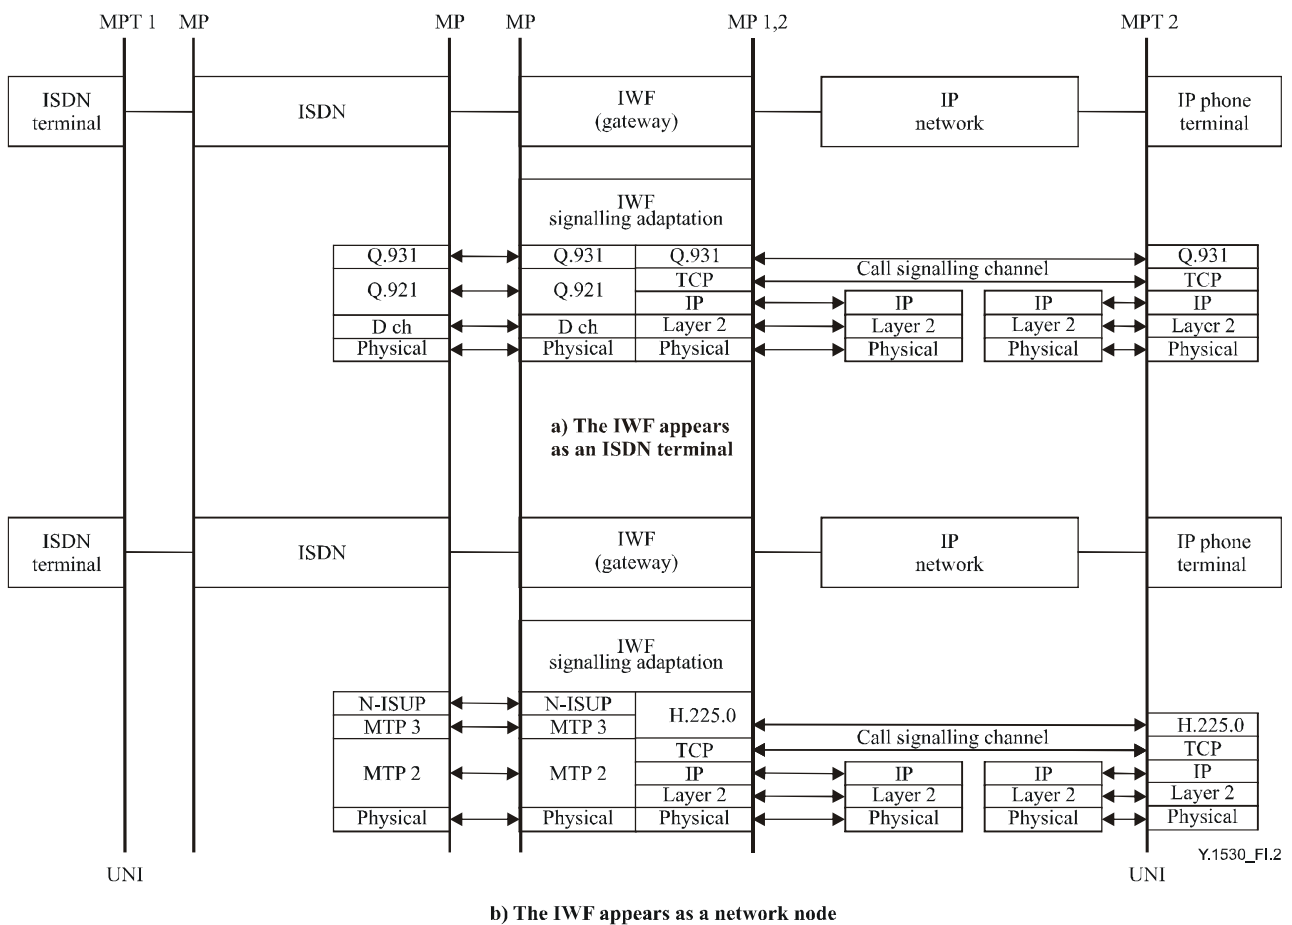 MPT 1 MP MP MP MP 1,2 MPT 2
ISDN
terminal
ISDN
IWF
(gateway)
IP
network
IP phone
terminal
IWF
signalling adaptation
Q.931 Q.931 Q.931 Q.931
Call signalling channel
Q.921 Q.921 TCP TCP
IP IP IP IP
D ch D ch Layer 2 Layer 2 Layer 2 Layer 2
Physical Physical Physical Physical Physical Physical
a) The IWF appears
as an ISDN terminal
ISDN
terminal
ISDN
IWF
(gateway)
IP
network
IP phone
terminal
IWF
signalling adaptation
N-ISUP N-ISUP H.225.0 H.225.0
MTP 3 MTP 3
Call signalling channel
TCP TCP
MTP 2 MTP 2 IP IP IP IP
Layer 2 Layer 2 Layer 2 Layer 2
Physical Physical Physical Physical Physical Physical
Y.1530_FI.2
UNI UNI
b) The IWF appears as a network node